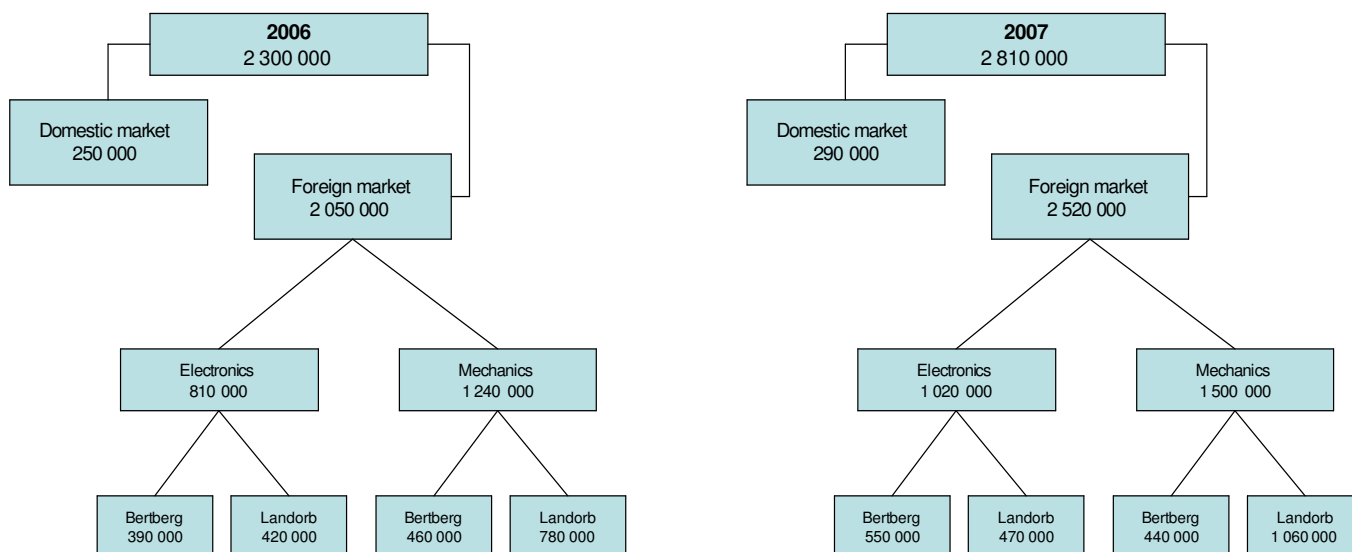 2006
2 300 000
Domestic market
250 000
Foreign market
2 050 000
Electronics
810 000
Mechanics
1 240 000
Bertberg
390 000
Landorb
420 000
Bertberg
460 000
Landorb
780 000
2007
2 810 000
Domestic market
290 000
Foreign market
2 520 000
Electronics
1 020 000
Mechanics
1 500 000
Bertberg
550 000
Landorb
470 000
Bertberg
440 000
Landorb
1 060 000